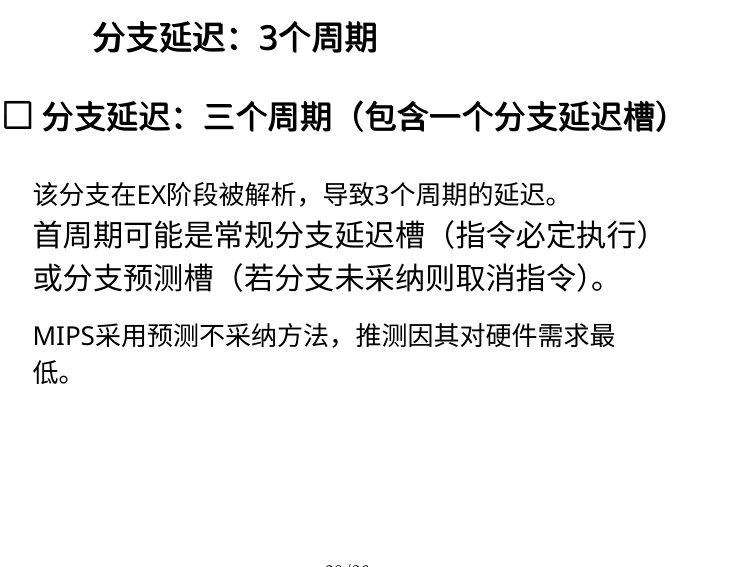 分支延迟：3个周期
□ 分支延迟：三个周期（包含一个分支延迟槽）
该分支在EX阶段被解析，导致3个周期的延迟。
首周期可能是常规分支延迟槽（指令必定执行）
或分支预测槽（若分支未采纳则取消指令）。
MIPS采用预测不采纳方法，推测因其对硬件需求最
低。